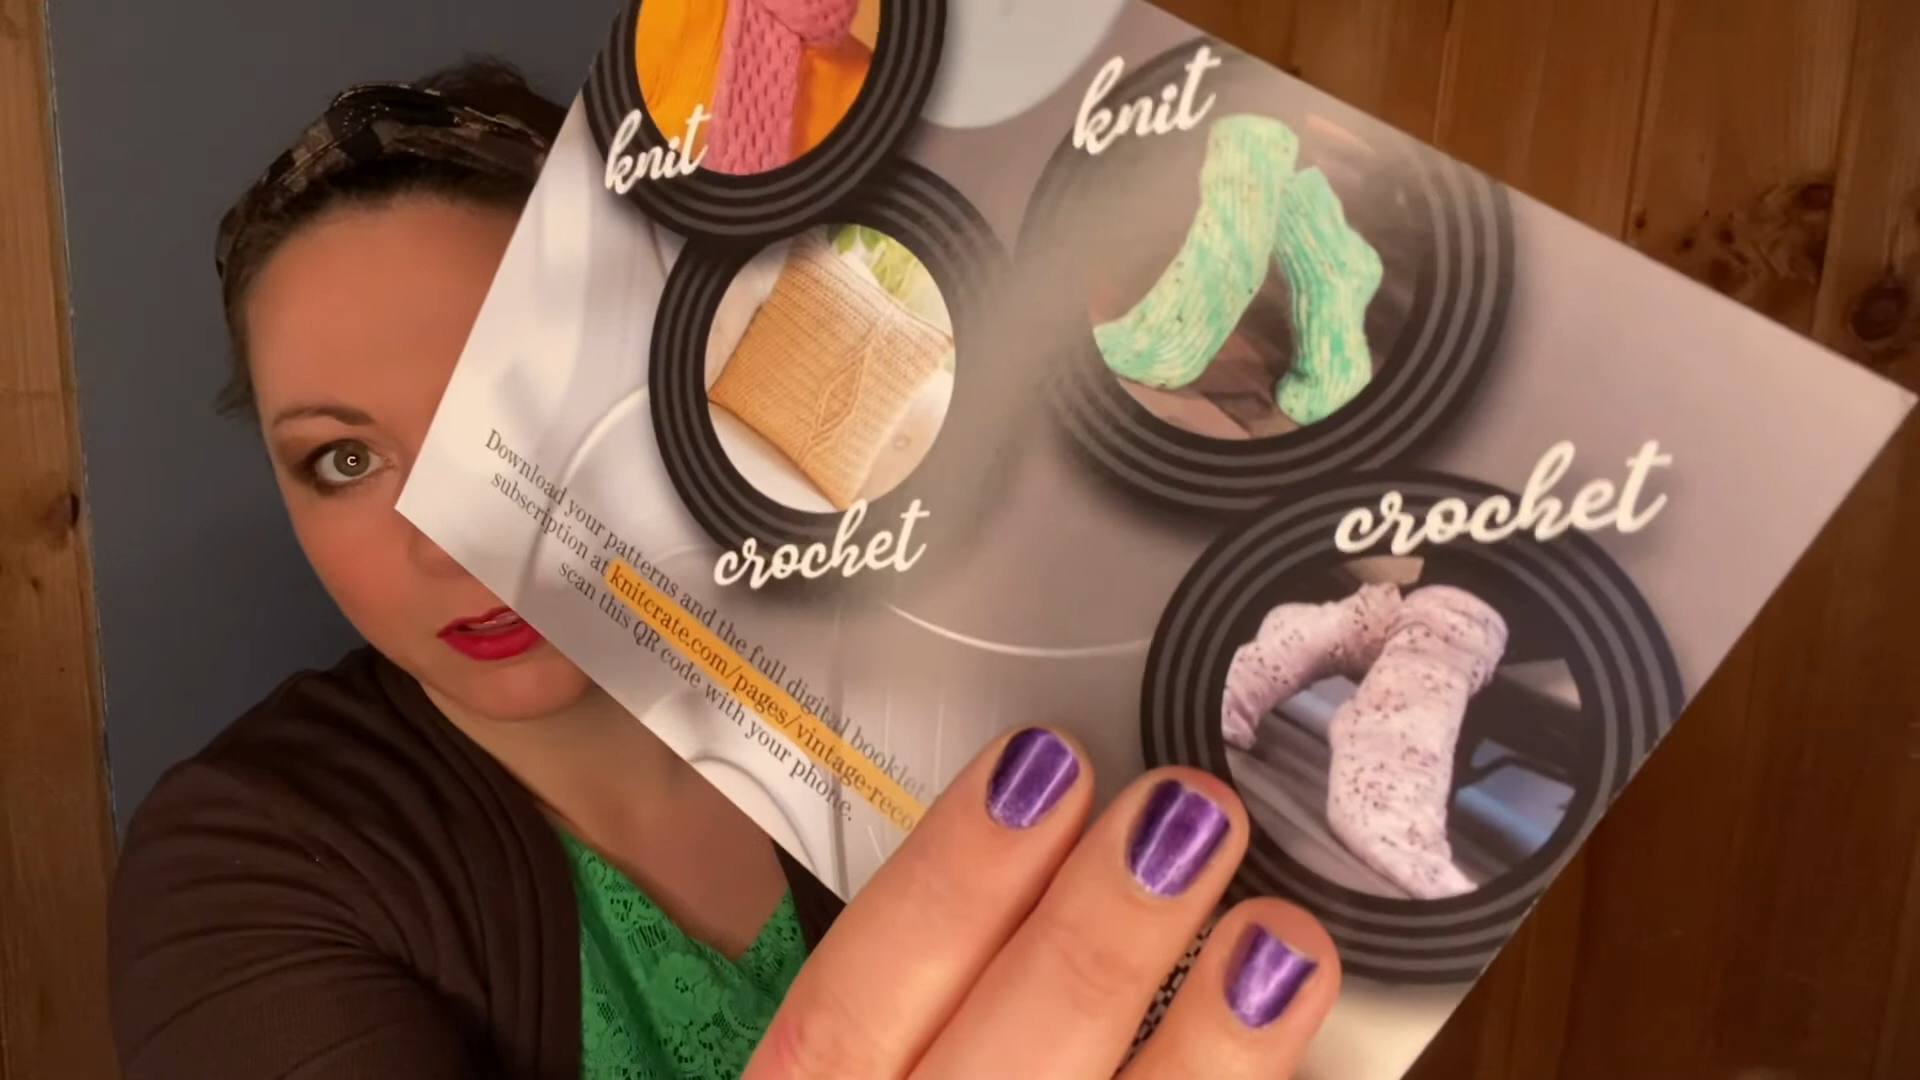 knit
knit
crochet
crochet
Download your patterns and the full digital booklet
subscription at knitcrate.com/pages/vintage-reco
scan this QR code with your phone.